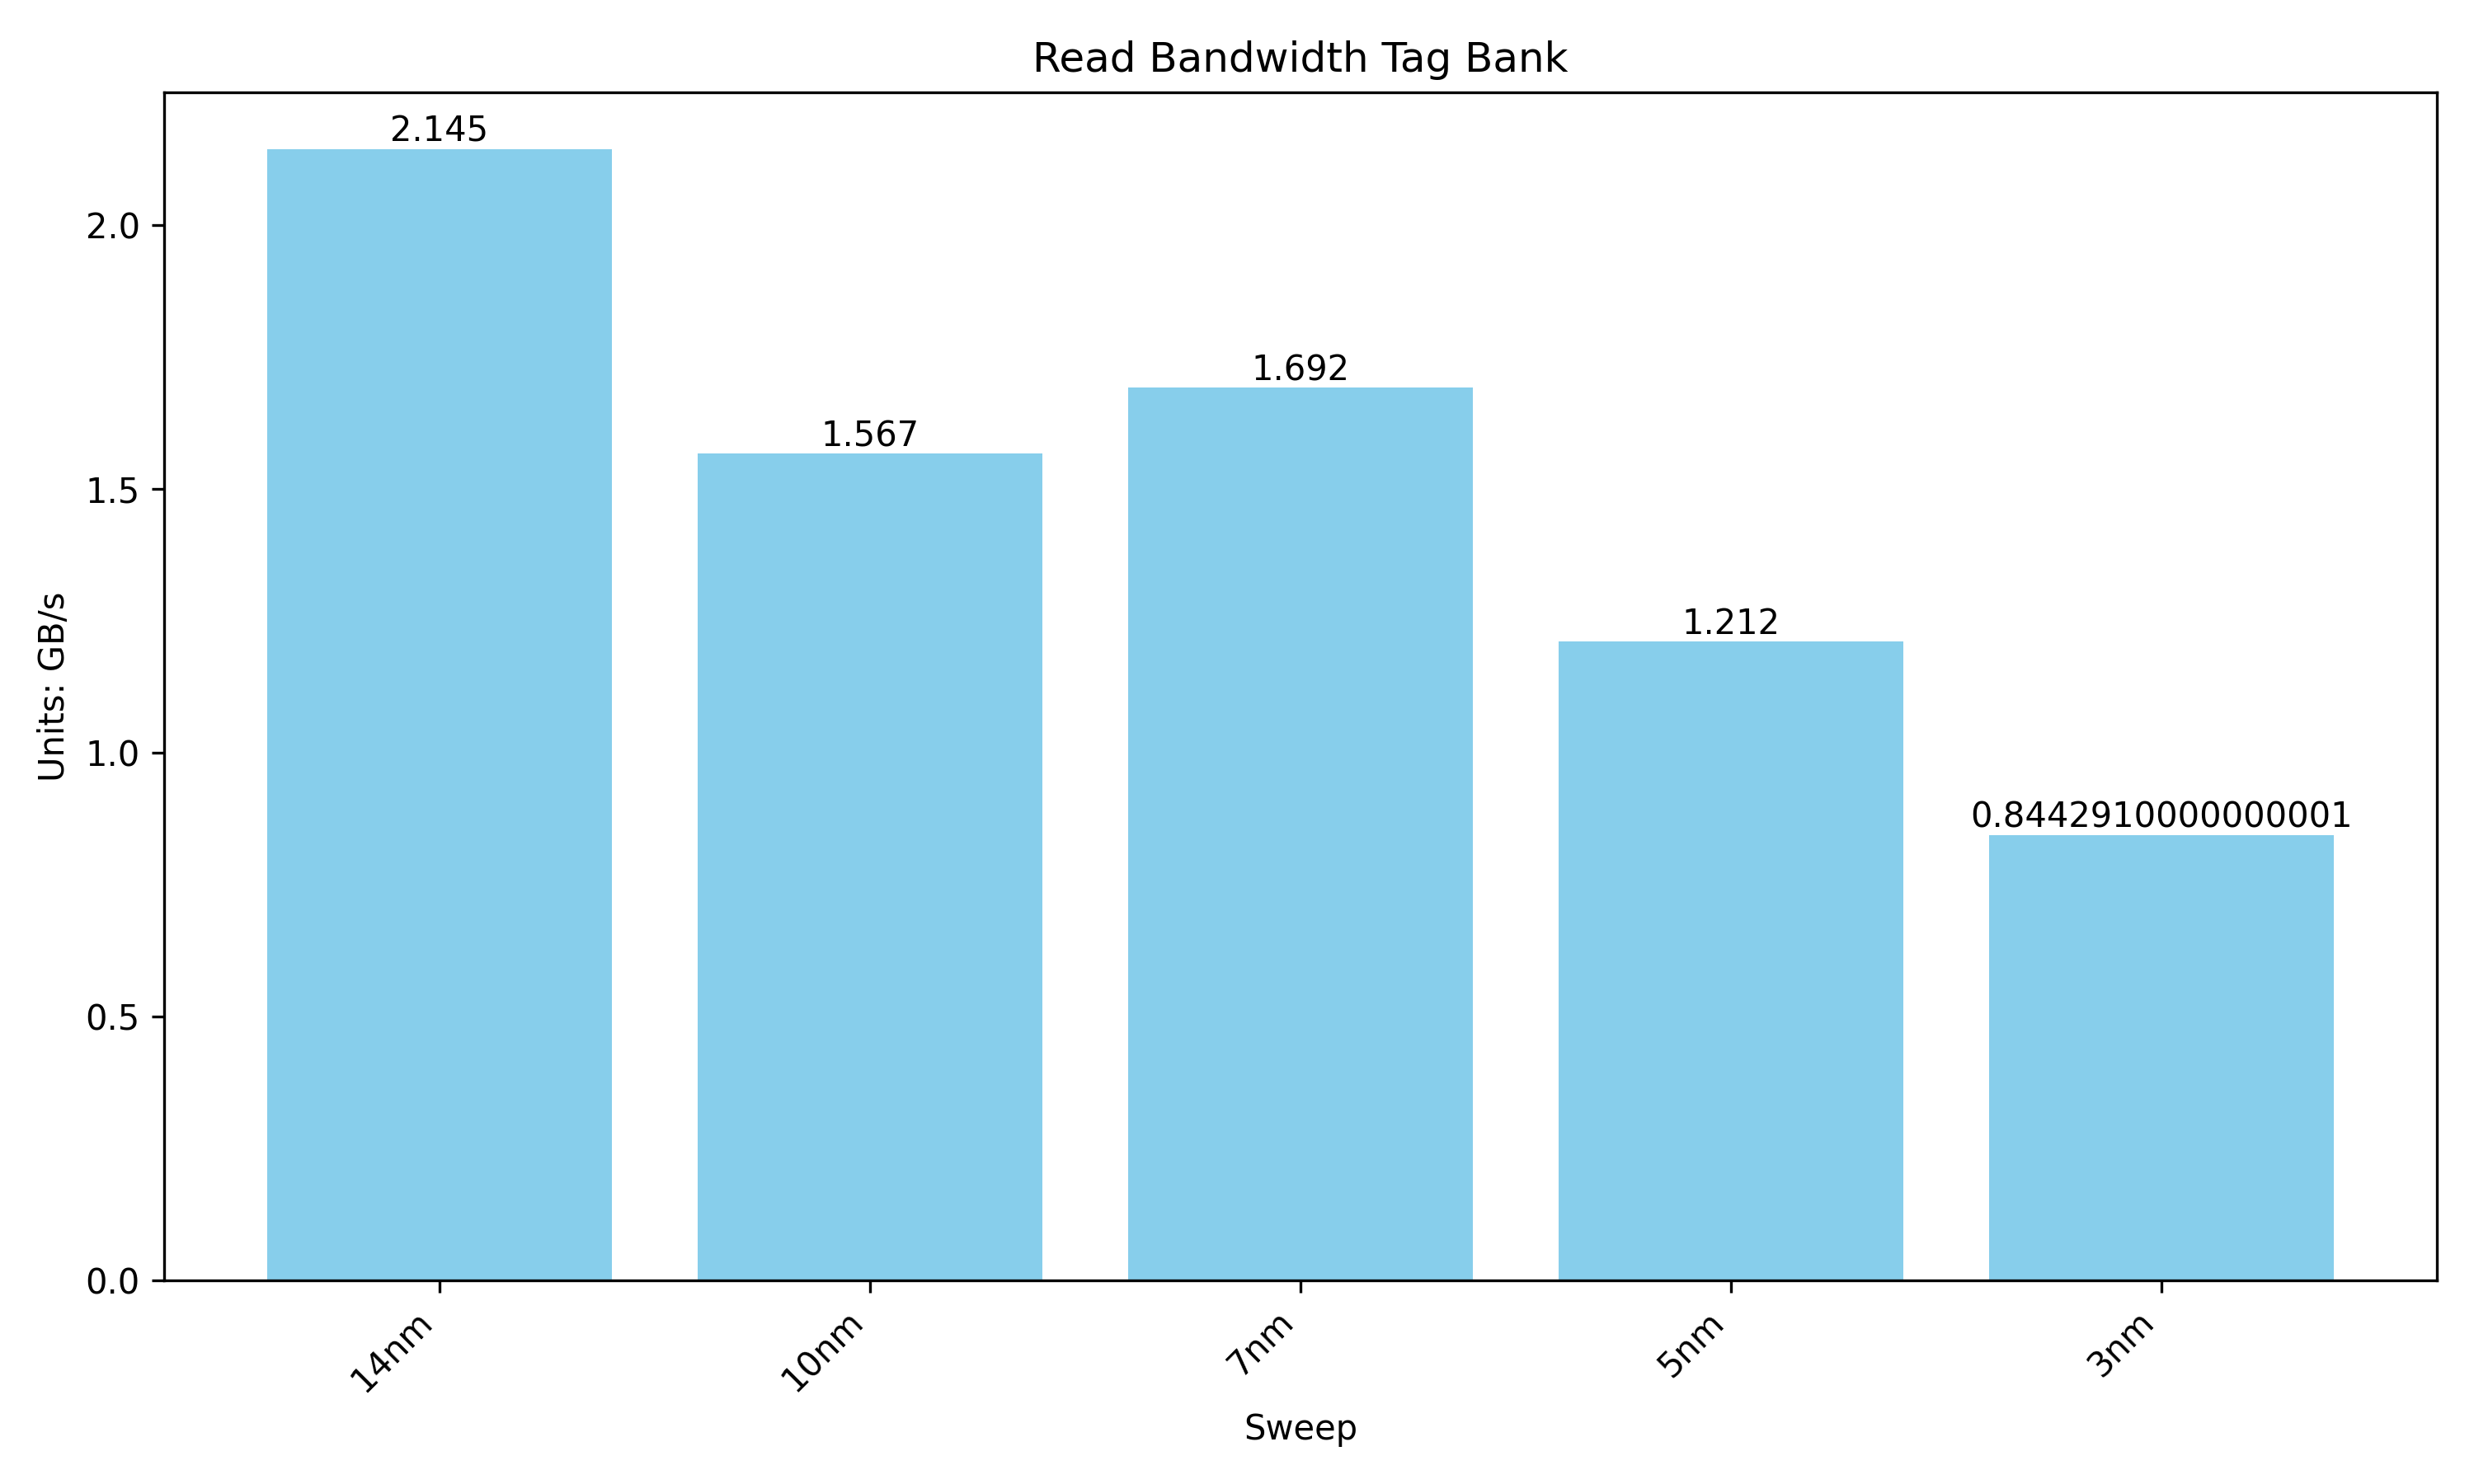 Read Bandwidth Tag Bank
Units: GB/s
2.0
1.5
1.0
0.5
0.0
2.145
1.567
1.692
1.212
0.8442910000000001
14nm
10nm
7nm
5nm
3nm
Sweep